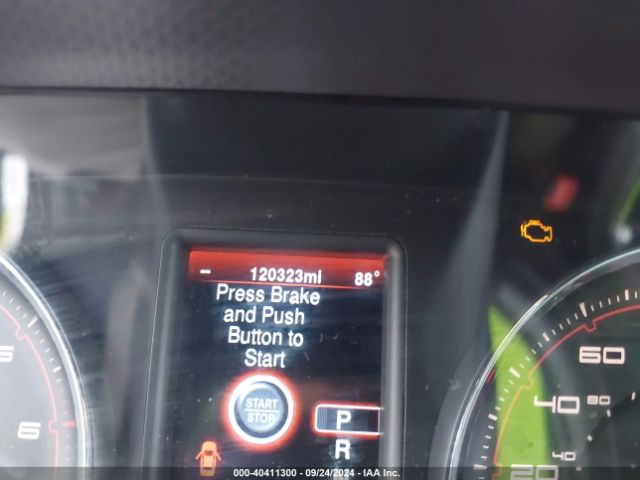 -- 120323mi 88°
Press Brake
and Push
Button to
Start
START
STOP
P
R
6
60
40 80
40
20
000-40411300 - 09/24/2024 - IAA Inc.